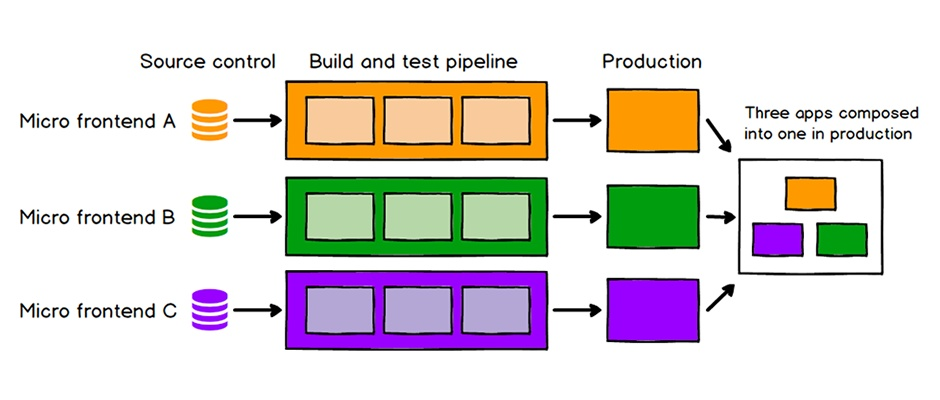 Source control
Build and test pipeline
Production
Three apps composed
into one in production
Micro frontend A
Micro frontend B
Micro frontend C